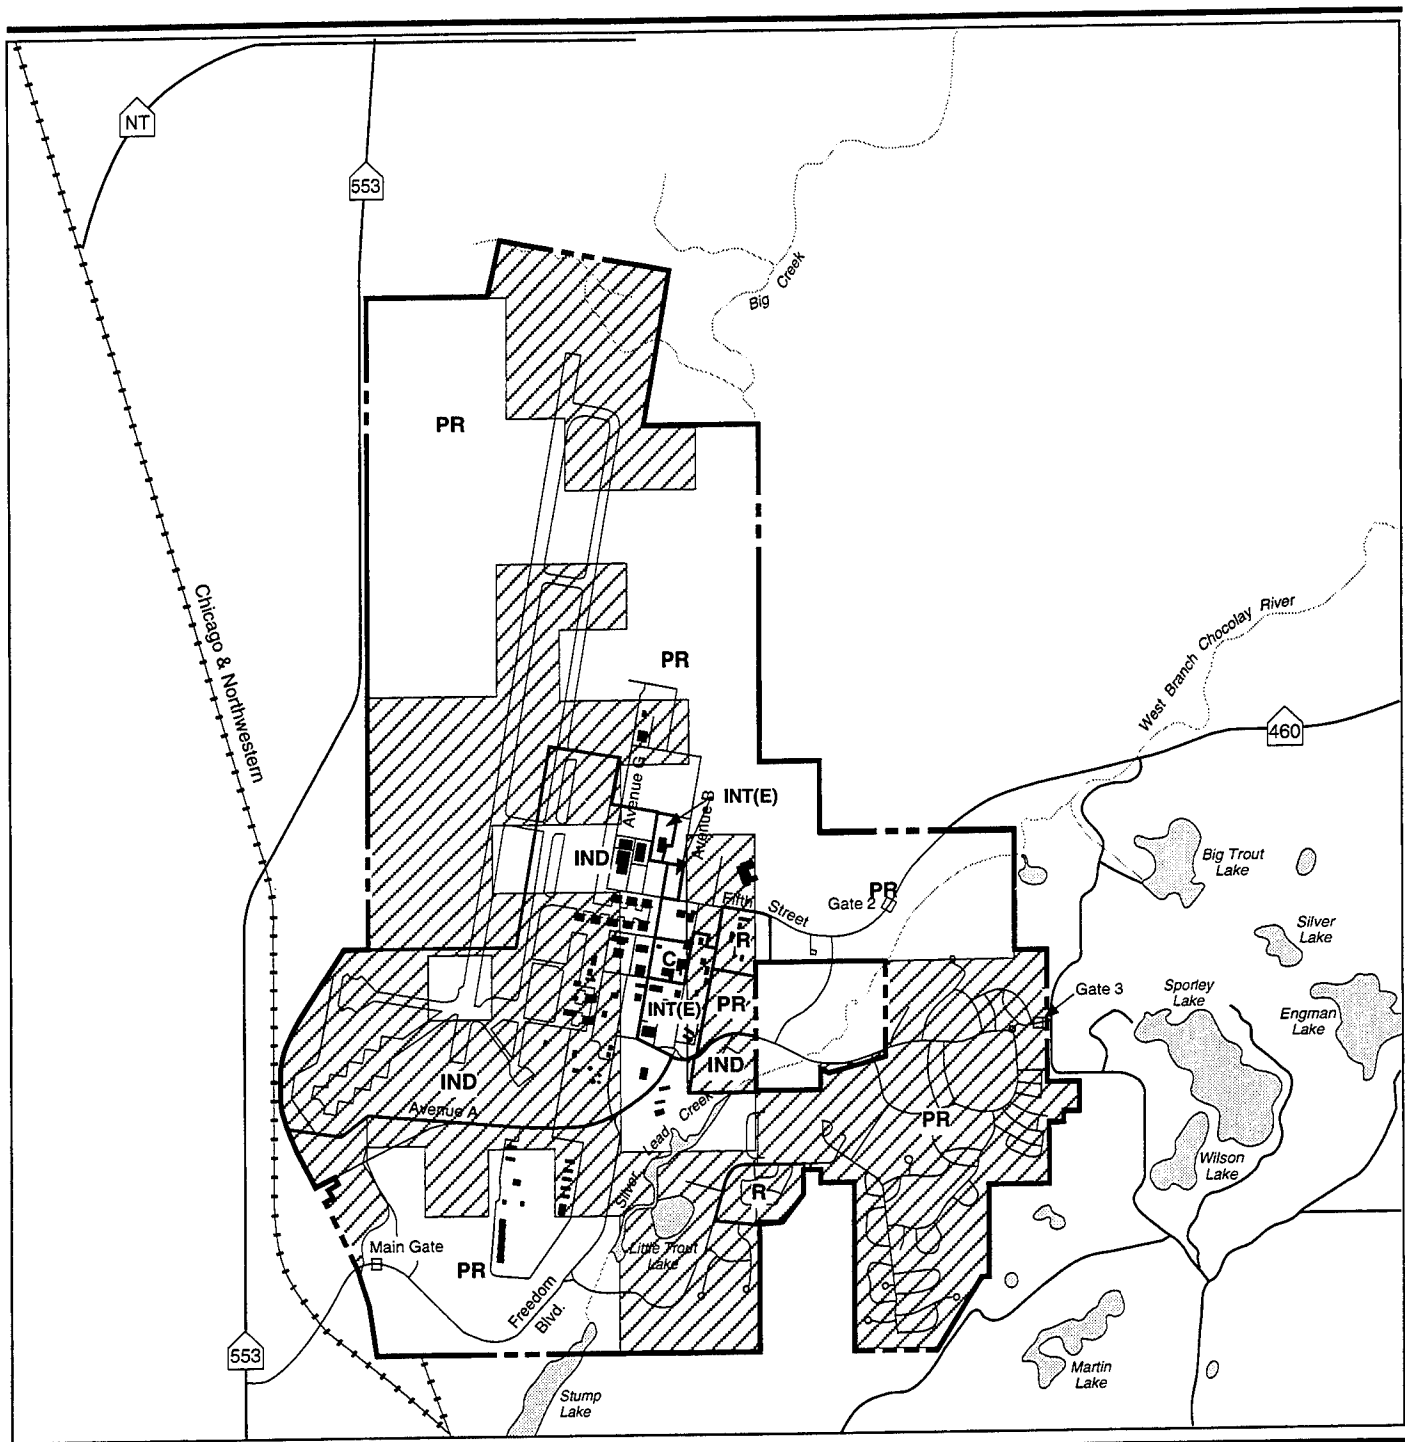 NT
553
Big Creek
PR
Chicago & Northwestern
PR
West Branch Chocolay River
460
Avenue G
Avenue B
INT(E)
IND
Big Trout
Lake
PR
Gate 2
Fifth Street
R
Silver
Lake
C
Gate 3
Sporley
Lake
INT(E)
PR
Engman
Lake
IND
IND
Avenue A
Silver Lead Creek
PR
Wilson
Lake
R
Main Gate
PR
Little Trout
Lake
Freedom
Blvd.
553
Stump
Lake
Martin
Lake